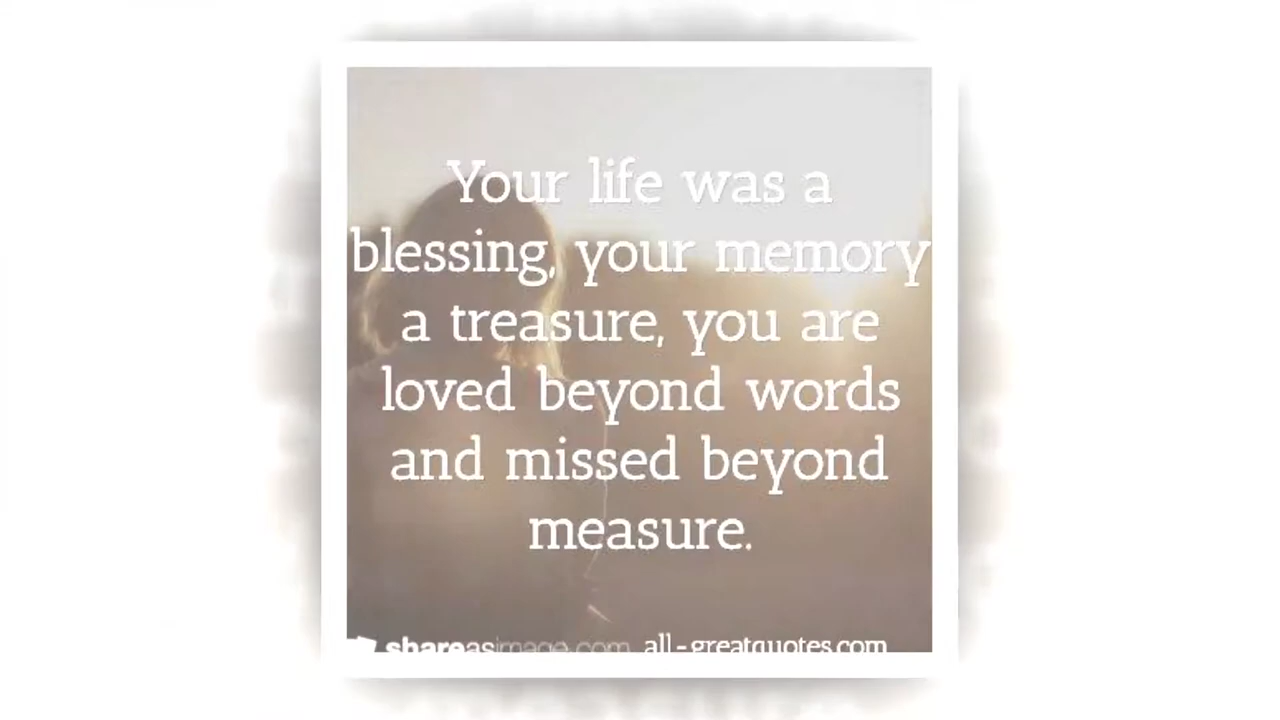 Your life was a
blessing, your memory
a treasure, you are
loved beyond words
and missed beyond
measure.
shareasimage.com all-greatquotes.com